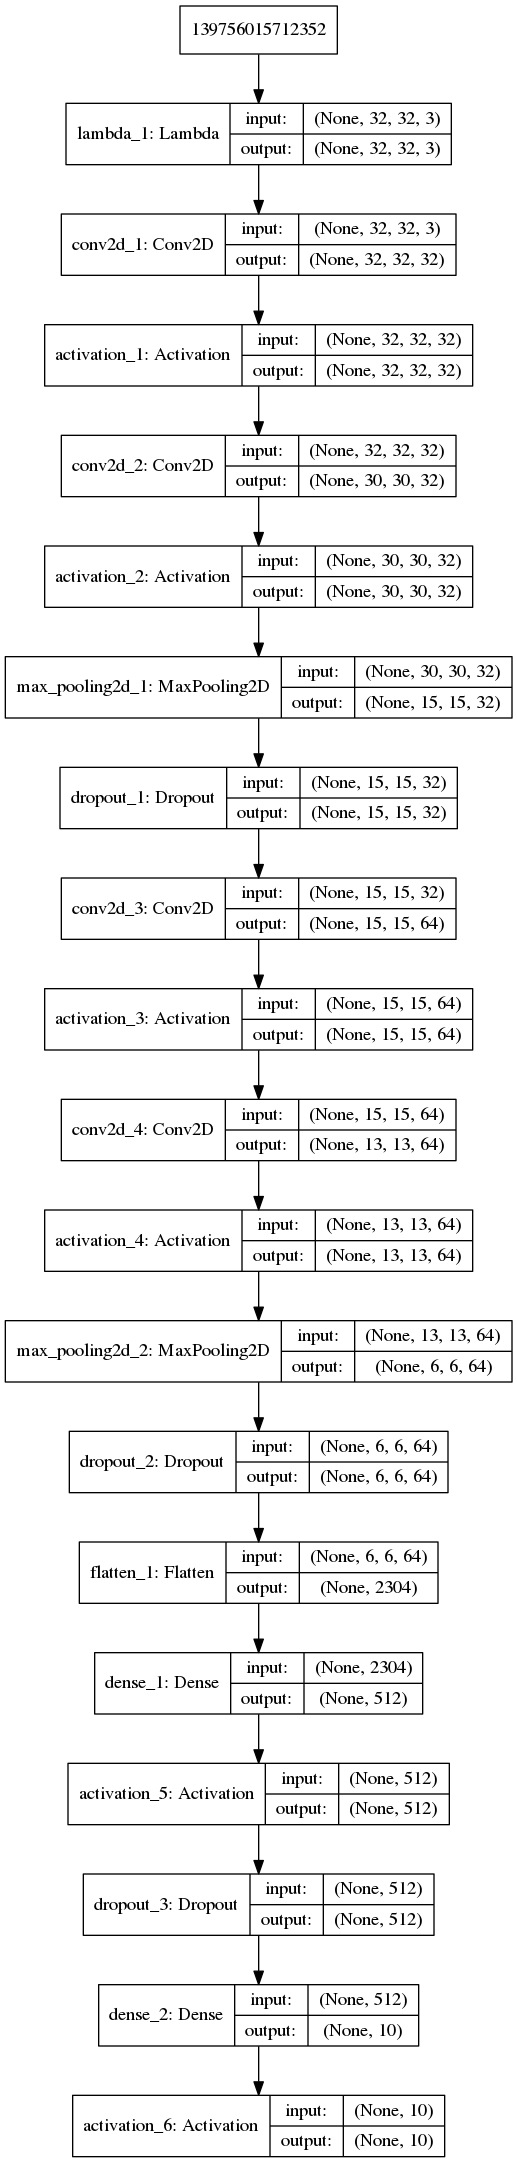 139756015712352
lambda_1: Lambda
input:
(None, 32, 32, 3)
output:
(None, 32, 32, 3)
conv2d_1: Conv2D
input:
(None, 32, 32, 3)
output:
(None, 32, 32, 32)
activation_1: Activation
input:
(None, 32, 32, 32)
output:
(None, 32, 32, 32)
conv2d_2: Conv2D
input:
(None, 32, 32, 32)
output:
(None, 30, 30, 32)
activation_2: Activation
input:
(None, 30, 30, 32)
output:
(None, 30, 30, 32)
max_pooling2d_1: MaxPooling2D
input:
(None, 30, 30, 32)
output:
(None, 15, 15, 32)
dropout_1: Dropout
input:
(None, 15, 15, 32)
output:
(None, 15, 15, 32)
conv2d_3: Conv2D
input:
(None, 15, 15, 32)
output:
(None, 15, 15, 64)
activation_3: Activation
input:
(None, 15, 15, 64)
output:
(None, 15, 15, 64)
conv2d_4: Conv2D
input:
(None, 15, 15, 64)
output:
(None, 13, 13, 64)
activation_4: Activation
input:
(None, 13, 13, 64)
output:
(None, 13, 13, 64)
max_pooling2d_2: MaxPooling2D
input:
(None, 13, 13, 64)
output:
(None, 6, 6, 64)
dropout_2: Dropout
input:
(None, 6, 6, 64)
output:
(None, 6, 6, 64)
flatten_1: Flatten
input:
(None, 6, 6, 64)
output:
(None, 2304)
dense_1: Dense
input:
(None, 2304)
output:
(None, 512)
activation_5: Activation
input:
(None, 512)
output:
(None, 512)
dropout_3: Dropout
input:
(None, 512)
output:
(None, 512)
dense_2: Dense
input:
(None, 512)
output:
(None, 10)
activation_6: Activation
input:
(None, 10)
output:
(None, 10)